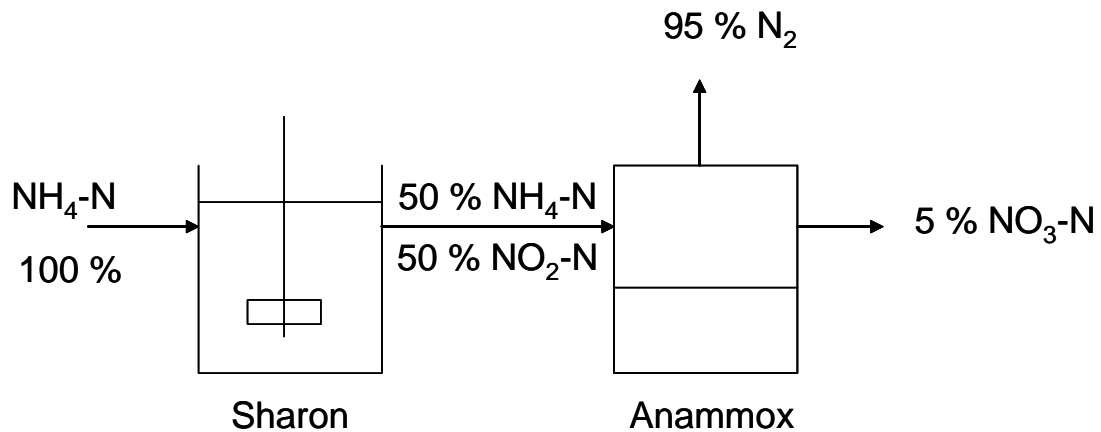 95 % N₂
NH₄-N
100 %
50 % NH₄-N
50 % NO₂-N
5 % NO₃-N
Sharon
Anammox